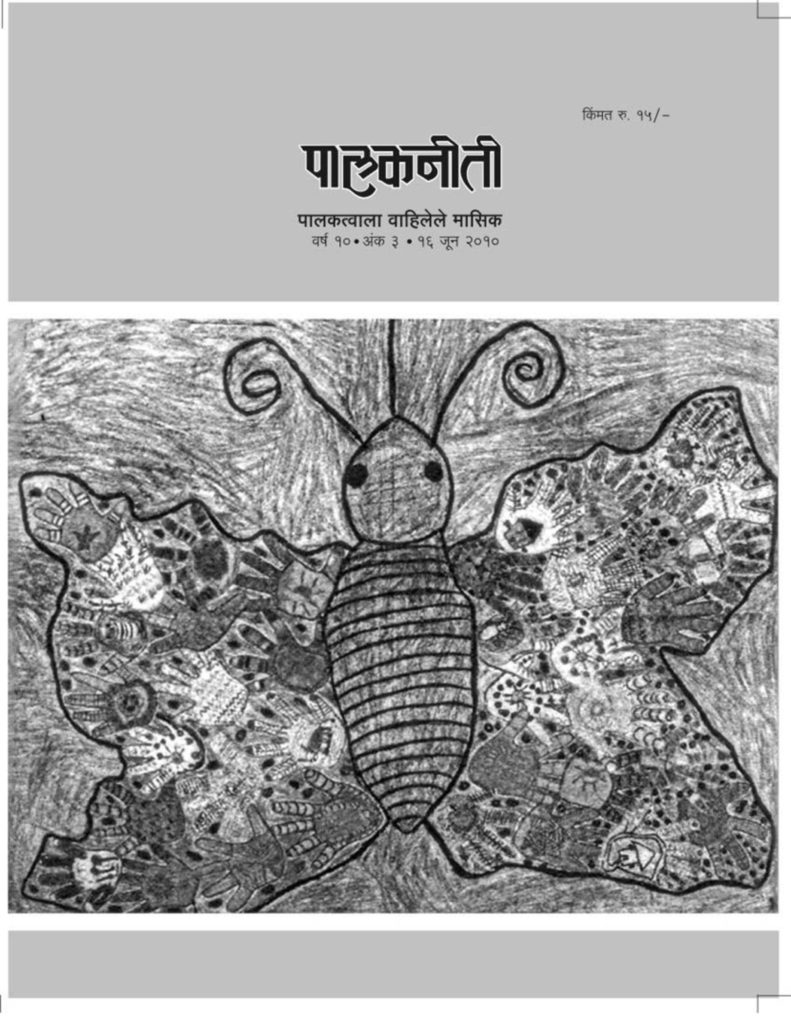 किंमत रु. १५/-
पालकनीती
पालकत्वाला वाहिलेले मासिक
वर्ष १० • अंक ३ • १६ जून २०१०